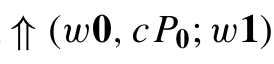 ⇑ (w𝟎, cP𝟎; w𝟏)